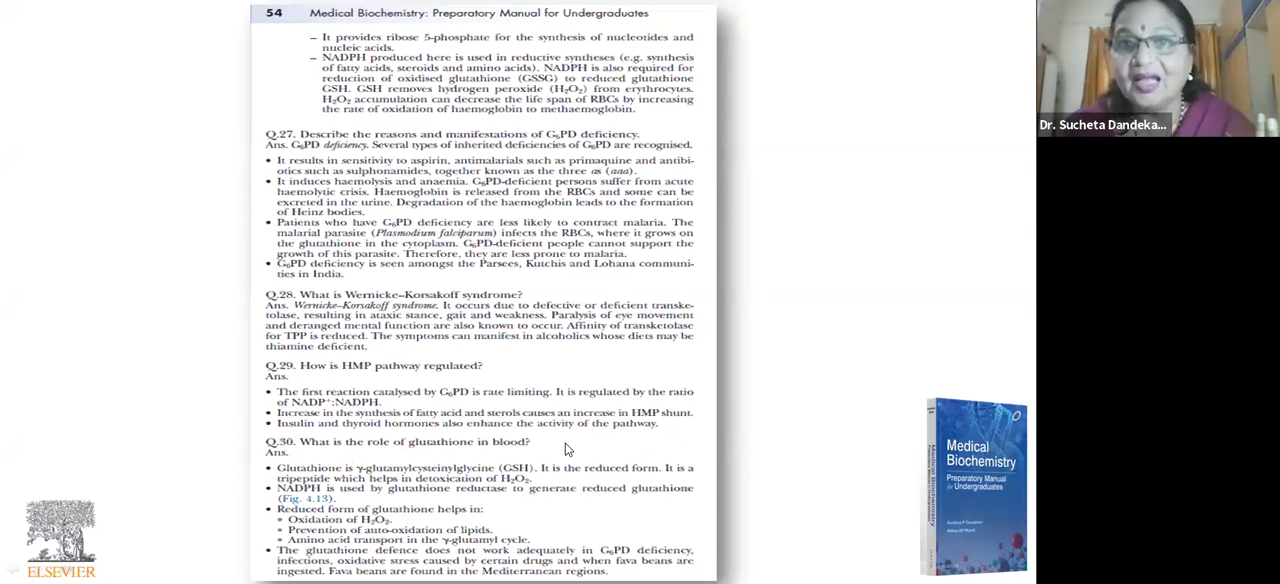 54 Medical Biochemistry: Preparatory Manual for Undergraduates
– It provides ribose 5-phosphate for the synthesis of nucleotides and
nucleic acids.
– NADPH produced here is used in reductive syntheses (e.g. synthesis
of fatty acids, steroids and amino acids). NADPH is also required for
reduction of oxidised glutathione (GSSG) to reduced glutathione
GSH. GSH removes hydrogen peroxide (H₂O₂) from erythrocytes.
H₂O₂ accumulation can decrease the life span of RBCs by increasing
the rate of oxidation of haemoglobin to methaemoglobin.
Q.27. Describe the reasons and manifestations of G₆PD deficiency.
Ans. G₆PD deficiency. Several types of inherited deficiencies of G₆PD are recognised.
• It results in sensitivity to aspirin, antimalarials such as primaquine and antibi-
otics such as sulphonamides, together known as the three as (aaa).
• It induces haemolysis and anaemia. G₆PD-deficient persons suffer from acute
haemolytic crisis. Haemoglobin is released from the RBCs and some can be
excreted in the urine. Degradation of the haemoglobin leads to the formation
of Heinz bodies.
• Patients who have G₆PD deficiency are less likely to contract malaria. The
malarial parasite (Plasmodium falciparum) infects the RBCs, where it grows on
the glutathione in the cytoplasm. G₆PD-deficient people cannot support the
growth of this parasite. Therefore, they are less prone to malaria.
• G₆PD deficiency is seen amongst the Parsees, Kutchis and Lohana communi-
ties in India.
Q.28. What is Wernicke–Korsakoff syndrome?
Ans. Wernicke–Korsakoff syndrome. It occurs due to defective or deficient transke-
tolase, resulting in ataxic stance, gait and weakness. Paralysis of eye movement
and deranged mental function are also known to occur. Affinity of transketolase
for TPP is reduced. The symptoms can manifest in alcoholics whose diets may be
thiamine deficient.
Q.29. How is HMP pathway regulated?
Ans.
• The first reaction catalysed by G₆PD is rate limiting. It is regulated by the ratio
of NADP⁺:NADPH.
• Increase in the synthesis of fatty acid and sterols causes an increase in HMP shunt.
• Insulin and thyroid hormones also enhance the activity of the pathway.
Q.30. What is the role of glutathione in blood?
Ans.
• Glutathione is γ-glutamylcysteinylglycine (GSH). It is the reduced form. It is a
tripeptide which helps in detoxication of H₂O₂.
• NADPH is used by glutathione reductase to generate reduced glutathione
(Fig. 4.13).
• Reduced form of glutathione helps in:
• Oxidation of H₂O₂.
• Prevention of auto-oxidation of lipids.
• Amino acid transport in the γ-glutamyl cycle.
• The glutathione defence does not work adequately in G₆PD deficiency,
infections, oxidative stress caused by certain drugs and when fava beans are
ingested. Fava beans are found in the Mediterranean regions.
Dr. Sucheta Dandeka...
Medical
Biochemistry
Preparatory Manual
for Undergraduates
ELSEVIER